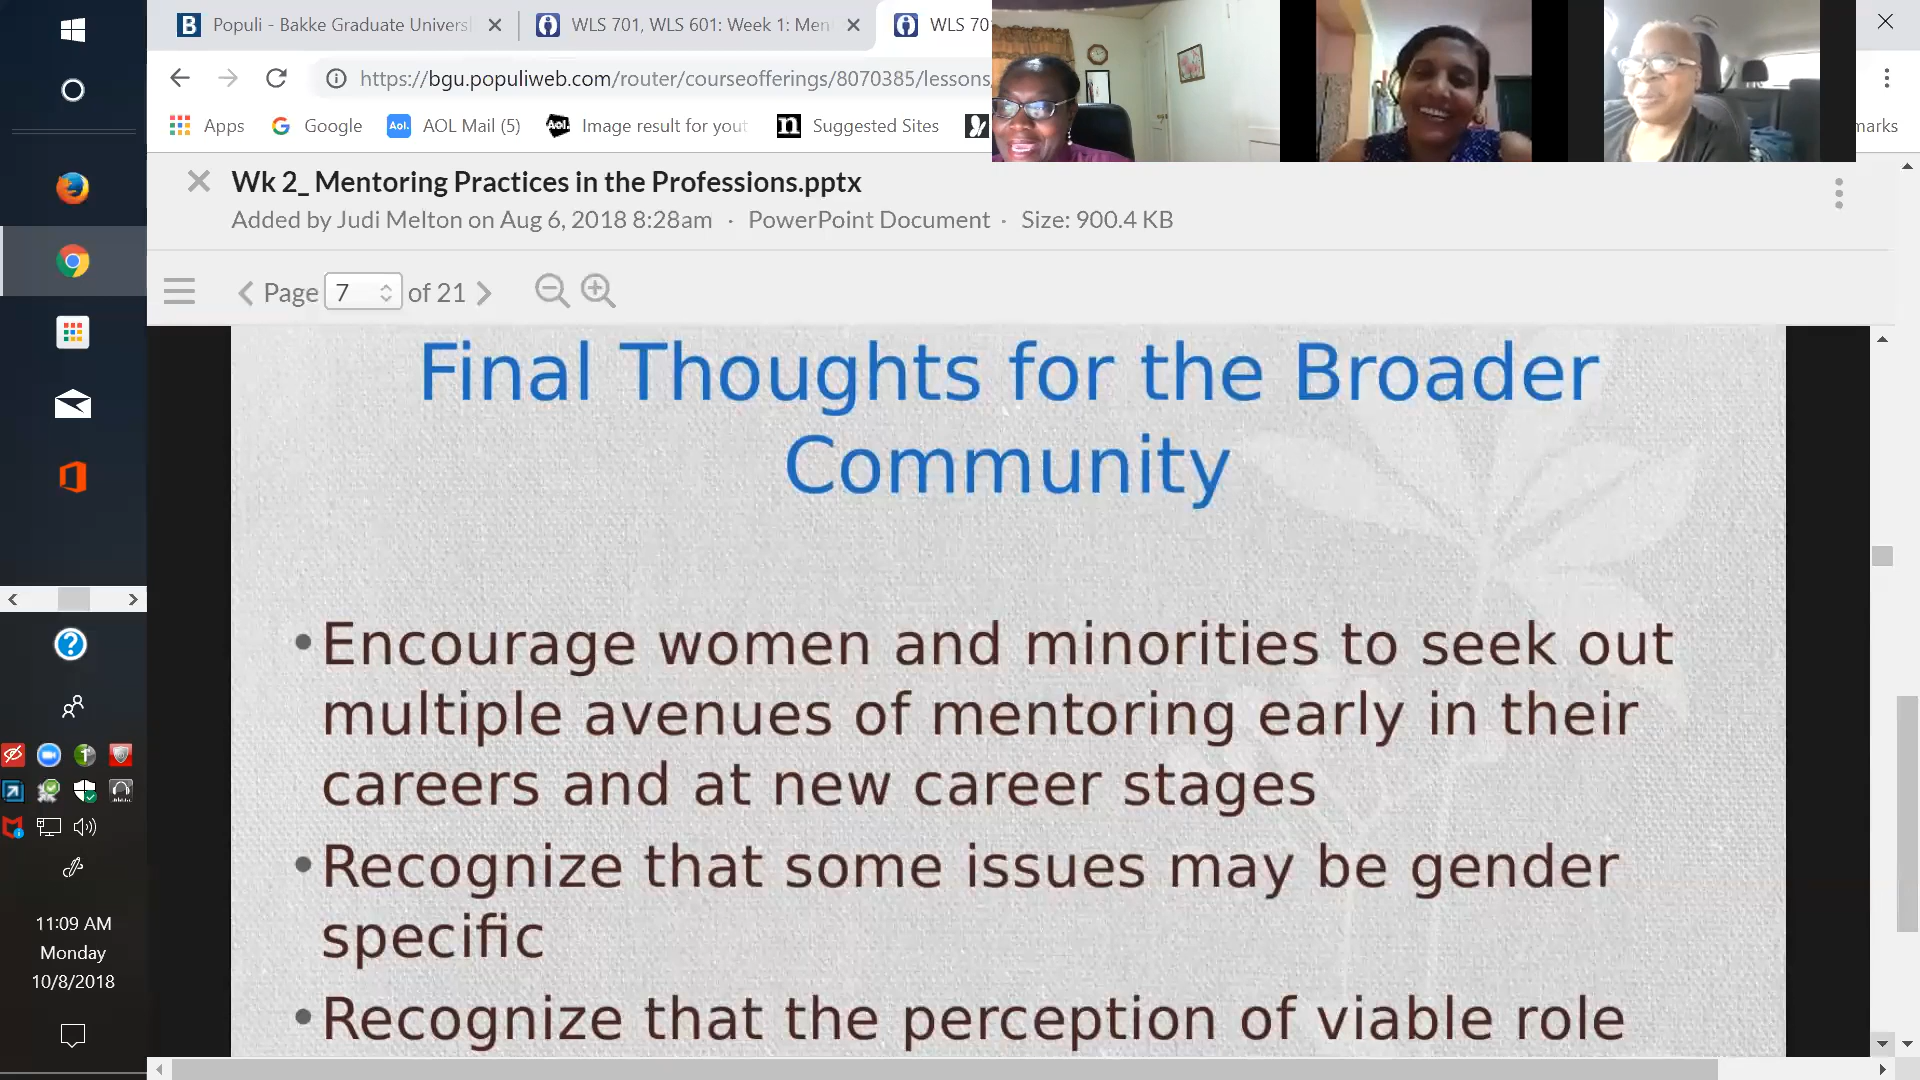 Populi - Bakke Graduate Univers
WLS 701, WLS 601: Week 1: Men
WLS 70
https://bgu.populiweb.com/router/courseofferings/8070385/lessons
Apps
Google
Aol.
AOL Mail (5)
Aol.
Image result for yout
n
Suggested Sites
marks
Wk 2_ Mentoring Practices in the Professions.pptx
Added by Judi Melton on Aug 6, 2018 8:28am · PowerPoint Document · Size: 900.4 KB
Page 7 of 21
Final Thoughts for the Broader
Community
•Encourage women and minorities to seek out
multiple avenues of mentoring early in their
careers and at new career stages
•Recognize that some issues may be gender
specific
•Recognize that the perception of viable role
11:09 AM
Monday
10/8/2018